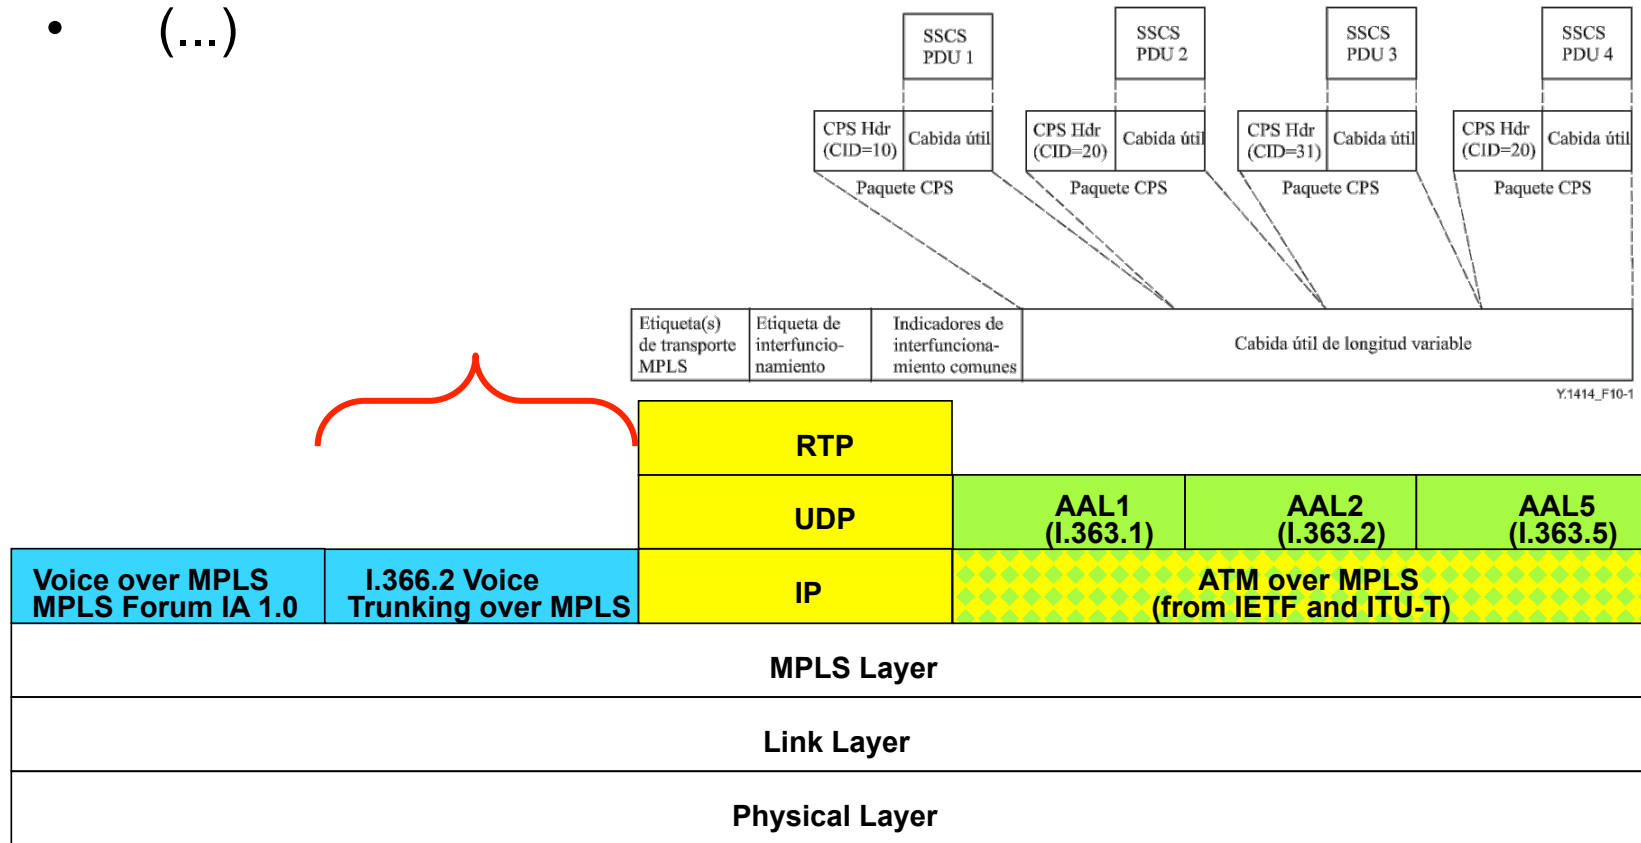 • (...)
SSCS
PDU 1
SSCS
PDU 2
SSCS
PDU 3
SSCS
PDU 4
CPS Hdr
(CID=10)
Cabida útil
CPS Hdr
(CID=20)
Cabida útil
CPS Hdr
(CID=31)
Cabida útil
CPS Hdr
(CID=20)
Cabida útil
Paquete CPS
Paquete CPS
Paquete CPS
Paquete CPS
Etiqueta(s)
de transporte
MPLS
Etiqueta de
interfuncio-
namiento
Indicadores de
interfunciona-
miento comunes
Cabida útil de longitud variable
Y.1414_F10-1
RTP
UDP
AAL1
(I.363.1)
AAL2
(I.363.2)
AAL5
(I.363.5)
Voice over MPLS
MPLS Forum IA 1.0
I.366.2 Voice
Trunking over MPLS
IP
ATM over MPLS
(from IETF and ITU-T)
MPLS Layer
Link Layer
Physical Layer